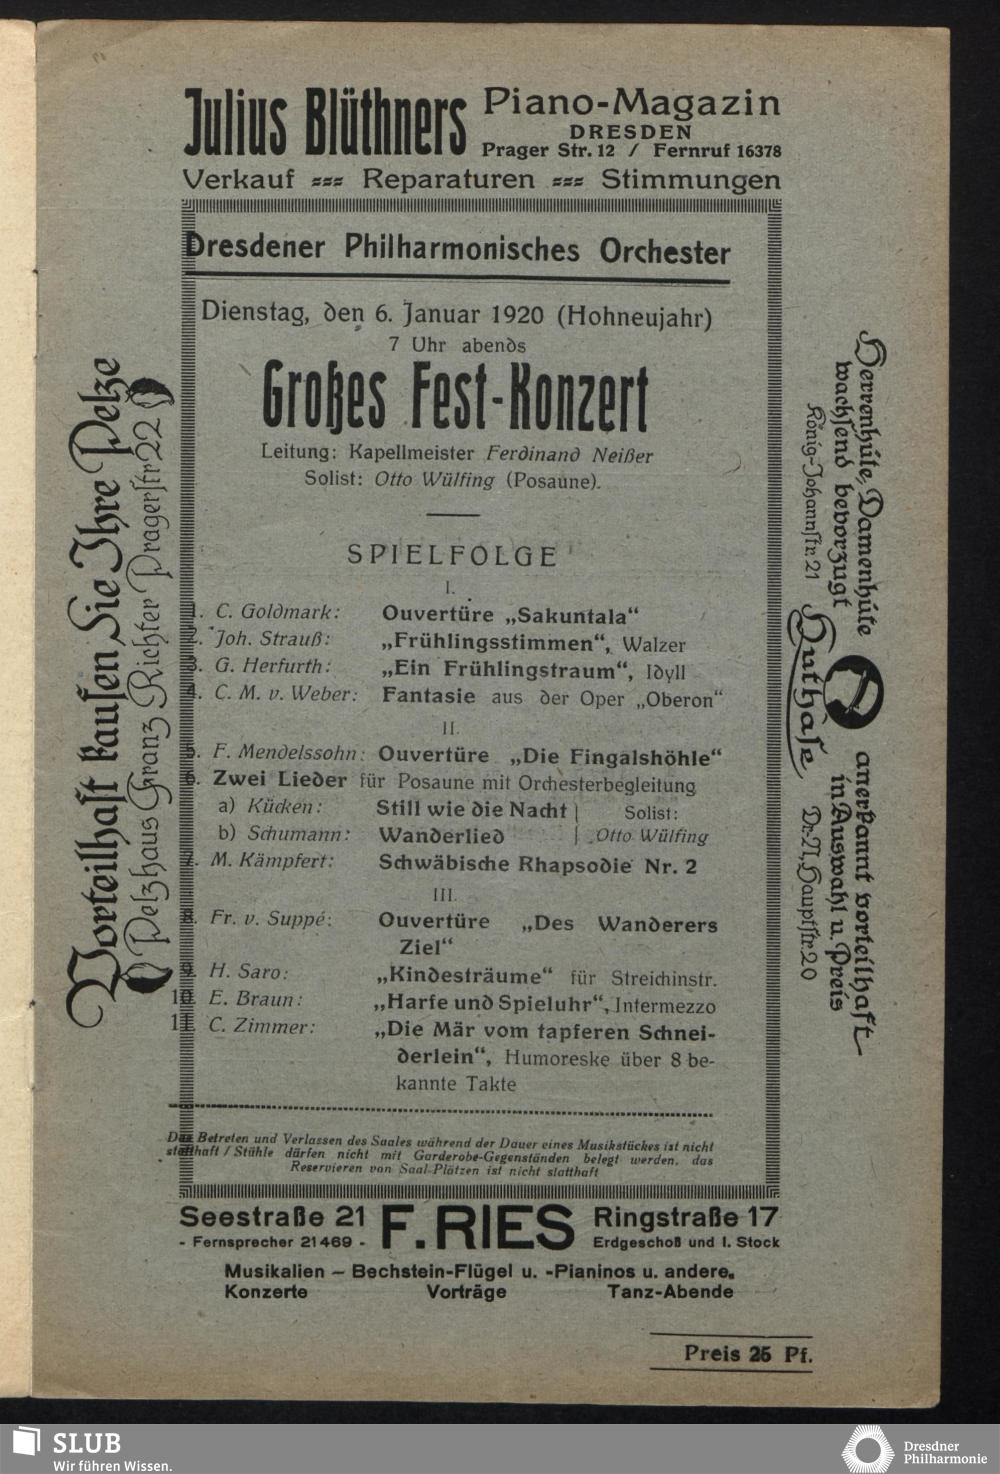 Julius Blüthners Piano-Magazin
DRESDEN
Prager Str. 12 / Fernruf 16378
Verkauf Reparaturen Stimmungen
Dresdener Philharmonisches Orchester
Dienstag, den 6. Januar 1920 (Hohneujahr)
7 Uhr abends
Großes Fest-Konzert
Leitung: Kapellmeister Ferdinand Neißer
Solist: Otto Wülfing (Posaune).
SPIELFOLGE
I.
1. C. Goldmark: Ouvertüre „Sakuntala“
2. Joh. Strauß: „Frühlingsstimmen“, Walzer
3. G. Herfurth: „Ein Frühlingstraum“, Idyll
4. C. M. v. Weber: Fantasie aus der Oper „Oberon“
II.
5. F. Mendelssohn: Ouvertüre „Die Fingalshöhle“
6. Zwei Lieder für Posaune mit Orchesterbegleitung
a) Kücken: Still wie die Nacht | Solist:
b) Schumann: Wanderlied | Otto Wülfing
7. M. Kämpfert: Schwäbische Rhapsodie Nr. 2
III.
8. Fr. v. Suppé: Ouvertüre „Des Wanderers
Ziel“
9. H. Saro: „Kindesträume“ für Streichinstr.
10. E. Braun: „Harfe und Spieluhr“, Intermezzo
11. C. Zimmer: „Die Mär vom tapferen Schnei-
derlein“, Humoreske über 8 be-
kannte Takte
Das Betreten und Verlassen des Saales während der Dauer eines Musikstückes ist nicht
statthaft / Stühle dürfen nicht mit Garderobe-Gegenständen belegt werden, das
Reservieren von Saal-Plätzen ist nicht statthaft
Seestraße 21 F. RIES Ringstraße 17
- Fernsprecher 21469 - Erdgeschoß und I. Stock
Musikalien – Bechstein-Flügel u. -Pianinos u. andere.
Konzerte Vorträge Tanz-Abende
Preis 25 Pf.
Vorteilhaft kaufen Sie Ihre Pelze
Pelzhaus Franz Richter Pragerstr 22
Herrenhüte, Damenhüte
wachsend bevorzugt
König-Johannstr. 21
Huthase
anerkannt vorteilhaft
in Auswahl u. Preis
Dr.-N, Hauptstr. 20
SLUB
Wir führen Wissen.
Dresdner
Philharmonie